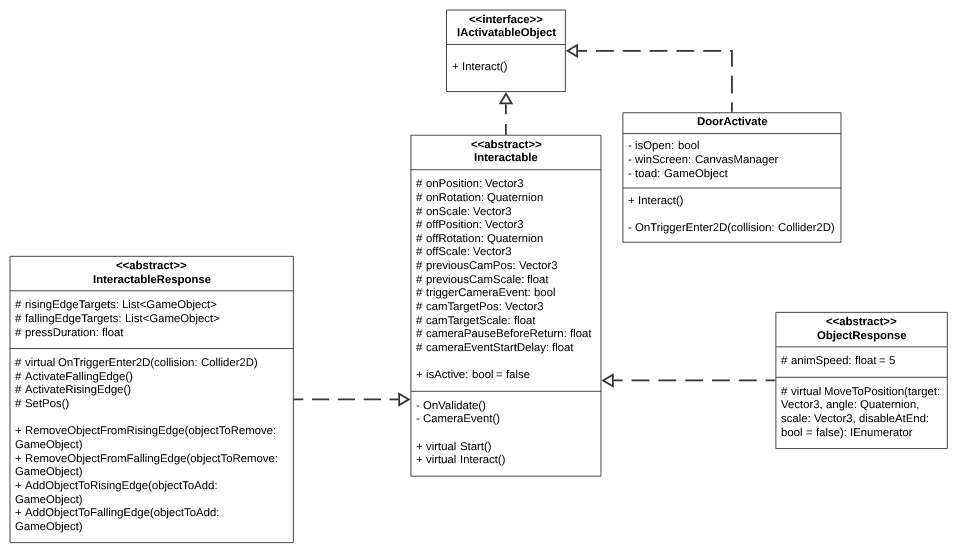 <<interface>>
IActivatableObject
+ Interact()
DoorActivate
- isOpen: bool
- winScreen: CanvasManager
- toad: GameObject
+ Interact()
- OnTriggerEnter2D(collision: Collider2D)
<<abstract>>
Interactable
# onPosition: Vector3
# onRotation: Quaternion
# onScale: Vector3
# offPosition: Vector3
# offRotation: Quaternion
# offScale: Vector3
# previousCamPos: Vector3
# previousCamScale: float
# triggerCameraEvent: bool
# camTargetPos: Vector3
# camTargetScale: float
# cameraPauseBeforeReturn: float
# cameraEventStartDelay: float
+ isActive: bool = false
- OnValidate()
- CameraEvent()
+ virtual Start()
+ virtual Interact()
<<abstract>>
InteractableResponse
# risingEdgeTargets: List<GameObject>
# fallingEdgeTargets: List<GameObject>
# pressDuration: float
# virtual OnTriggerEnter2D(collision: Collider2D)
# ActivateFallingEdge()
# ActivateRisingEdge()
# SetPos()
+ RemoveObjectFromRisingEdge(objectToRemove:
GameObject)
+ RemoveObjectFromFallingEdge(objectToRemove:
GameObject)
+ AddObjectToRisingEdge(objectToAdd:
GameObject)
+ AddObjectToFallingEdge(objectToAdd:
GameObject)
<<abstract>>
ObjectResponse
# animSpeed: float = 5
# virtual MoveToPosition(target:
Vector3, angle: Quaternion,
scale: Vector3, disableAtEnd:
bool = false): IEnumerator